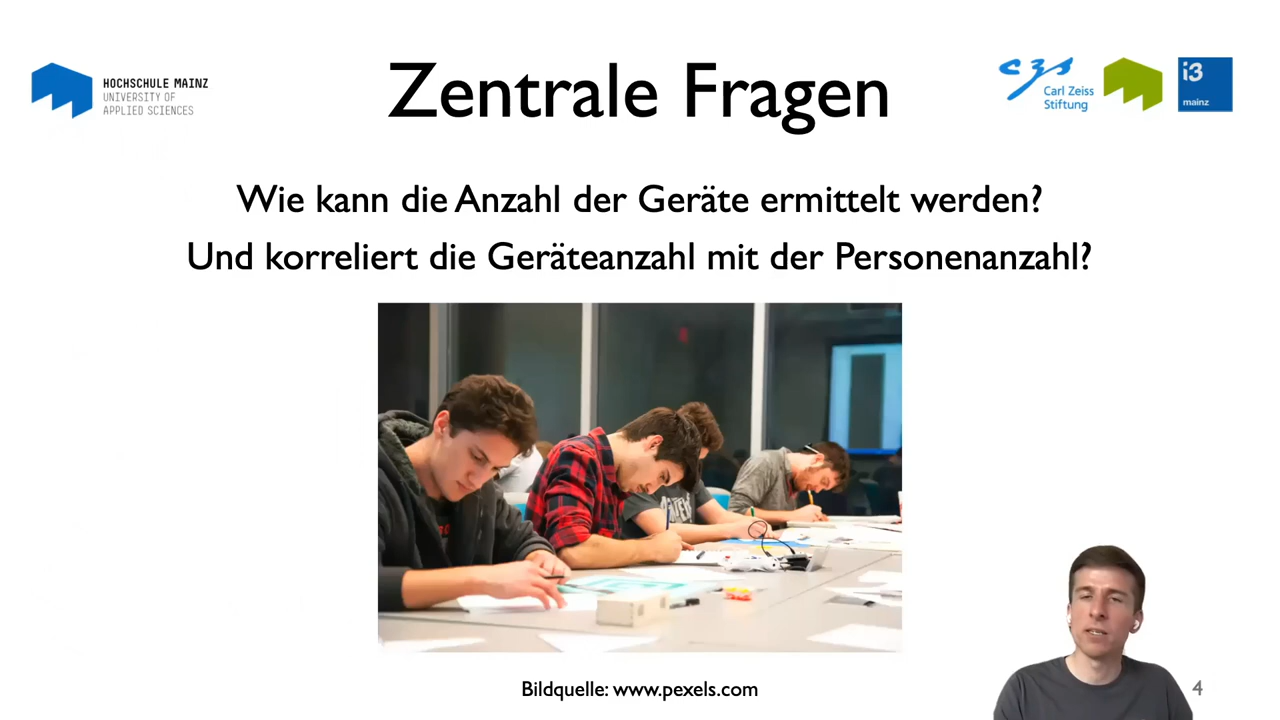 HOCHSCHULE MAINZ
UNIVERSITY OF
APPLIED SCIENCES
Zentrale Fragen
czs
Carl Zeiss
Stiftung
i3
mainz
Wie kann die Anzahl der Geräte ermittelt werden?
Und korreliert die Geräteanzahl mit der Personenanzahl?
Bildquelle: www.pexels.com
4